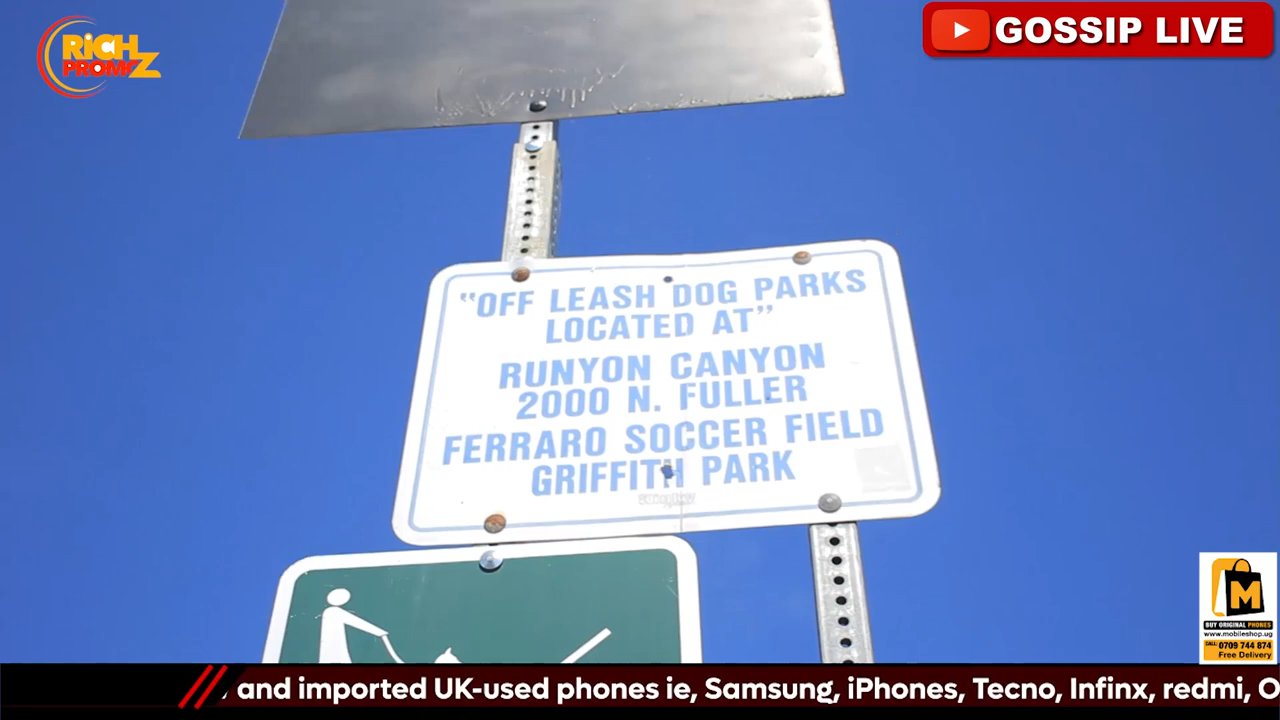 RiCH
PROMOZ
GOSSIP LIVE
"OFF LEASH DOG PARKS
LOCATED AT"
RUNYON CANYON
2000 N. FULLER
FERRARO SOCCER FIELD
GRIFFITH PARK
M
BUY ORIGINAL PHONES
www.mobileshop.ug
CALL: 0709 744 874
Free Delivery
and imported UK-used phones ie, Samsung, iPhones, Tecno, Infinx, redmi, O